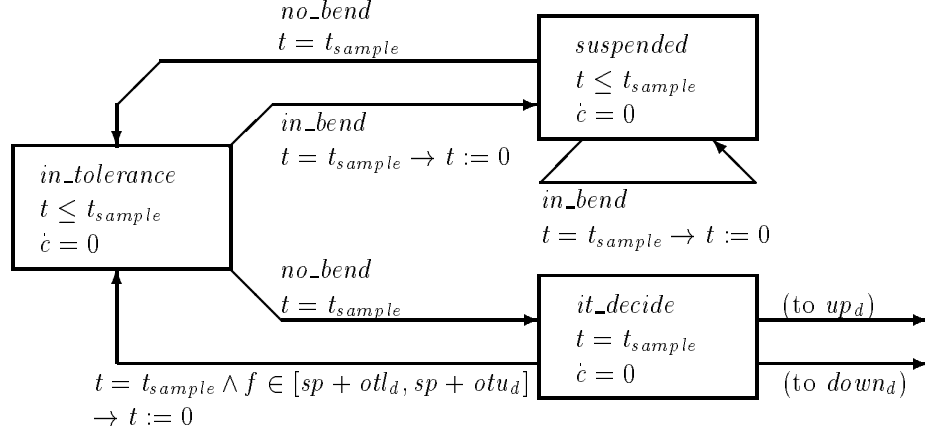 no_bend
t = t_sample
suspended
t ≤ t_sample
ċ = 0
in_bend
t = t_sample → t := 0
in_tolerance
t ≤ t_sample
ċ = 0
in_bend
t = t_sample → t := 0
no_bend
t = t_sample
it_decide
t = t_sample
ċ = 0
(to up_d)
(to down_d)
t = t_sample ∧ f ∈ [sp + otl_d, sp + otu_d]
→ t := 0